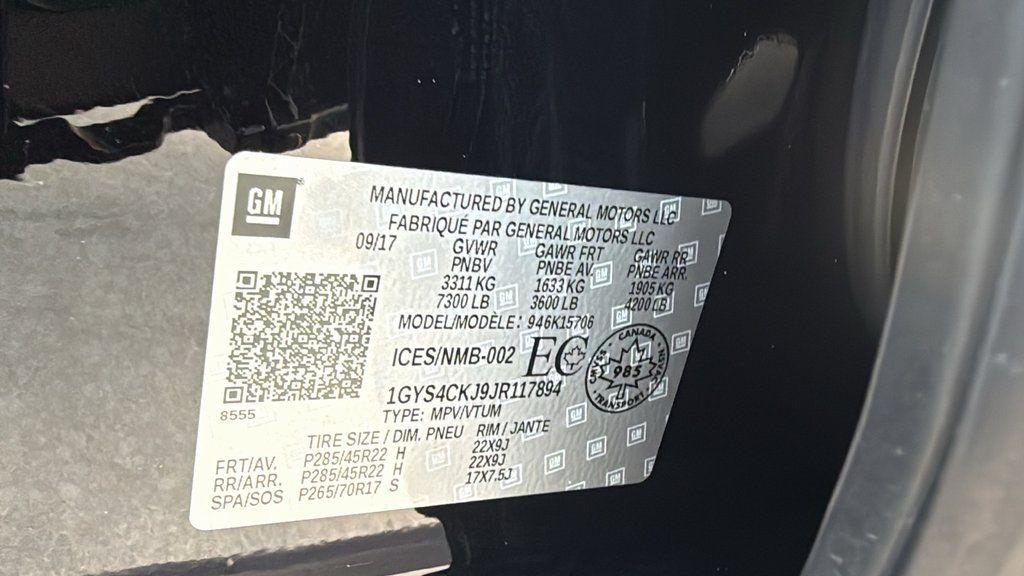 GM
MANUFACTURED BY GENERAL MOTORS LLC
FABRIQUÉ PAR GENERAL MOTORS LLC
09/17 GVWR GAWR FRT GAWR RR
PNBV PNBE AV. PNBE ARR.
3311 KG 1633 KG 1905 KG
7300 LB 3600 LB 4200 LB
MODEL/MODÈLE: 946K15706
ICES/NMB-002 EC
CANADA
985
TRANSPORT
1GYS4CKJ9JR117894
8555
TYPE: MPV/VTUM
TIRE SIZE / DIM. PNEU RIM / JANTE
FRT/AV. P285/45R22 H 22X9J
RR/ARR. P285/45R22 H 22X9J
SPA/SOS P265/70R17 S 17X7.5J